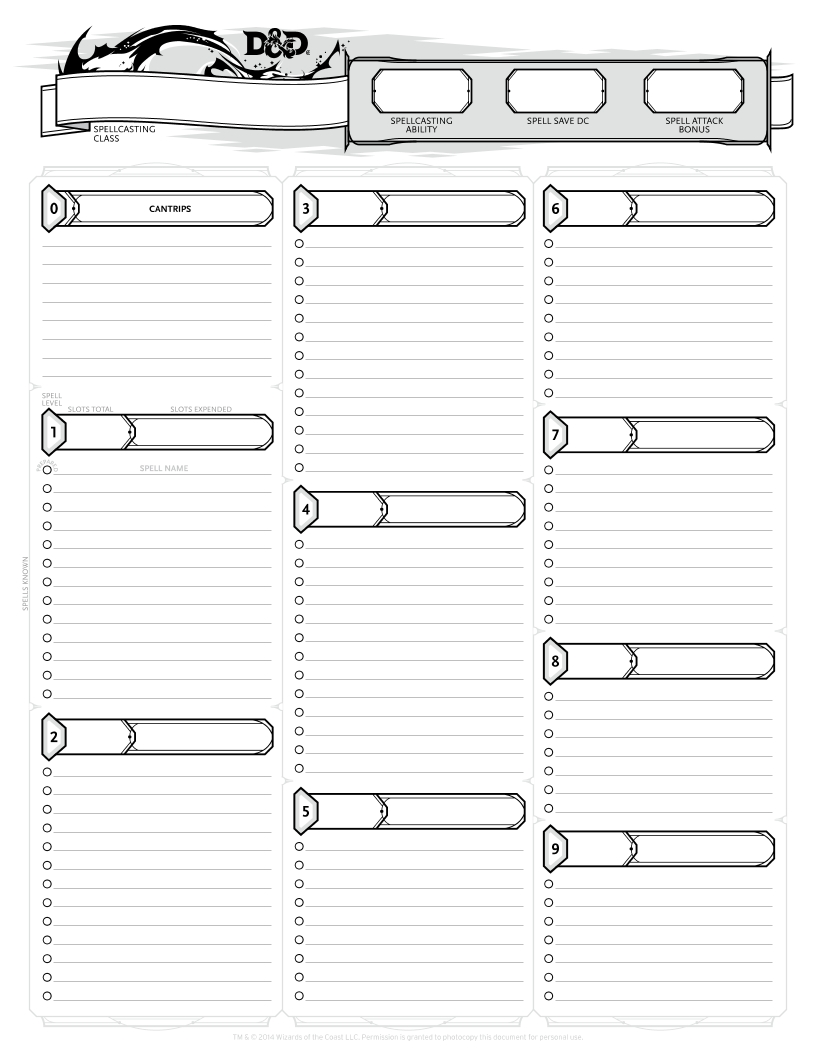 D&D
SPELLCASTING
CLASS
SPELLCASTING
ABILITY
SPELL SAVE DC
SPELL ATTACK
BONUS
0
CANTRIPS
SPELL
LEVEL
SLOTS TOTAL
SLOTS EXPENDED
1
PREPARED
SPELL NAME
SPELLS KNOWN
2
3
4
5
6
7
8
9
TM & © 2014 Wizards of the Coast LLC. Permission is granted to photocopy this document for personal use.